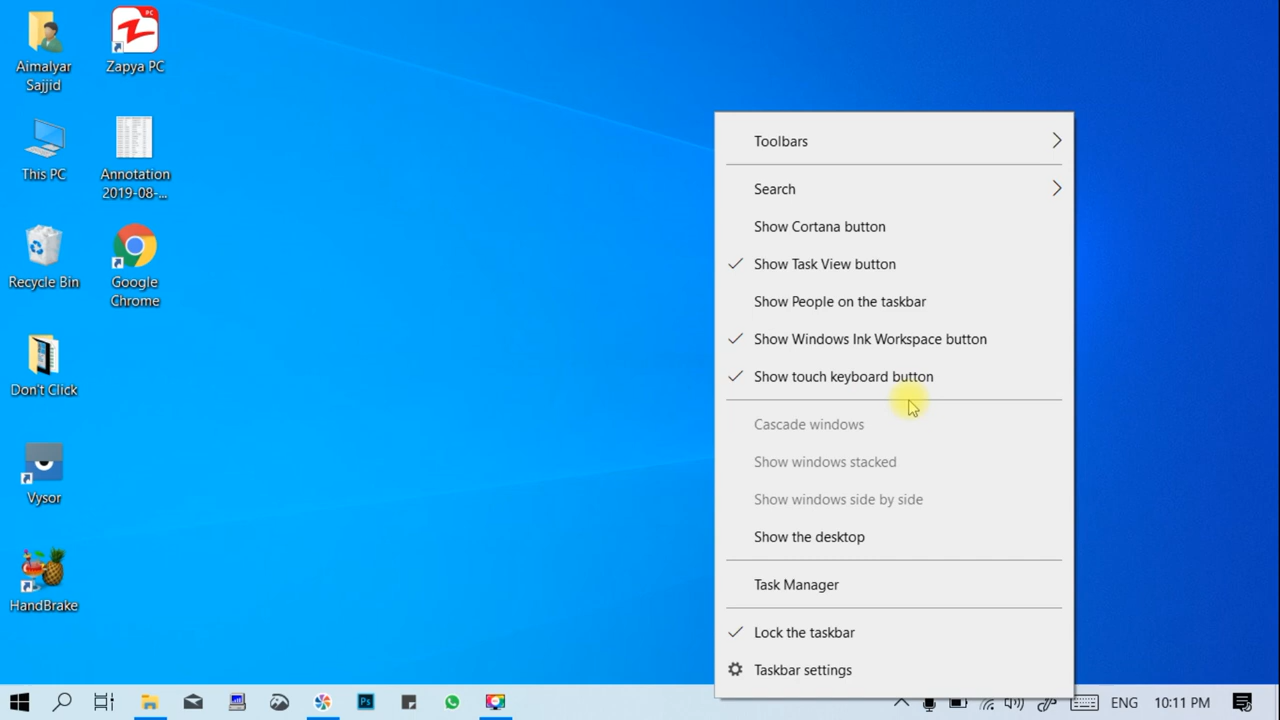 Aimalyar
Sajjid
PC
Zapya PC
This PC
Annotation
2019-08-...
Recycle Bin
Google
Chrome
Don't Click
Vysor
HandBrake
Toolbars
Search
Show Cortana button
Show Task View button
Show People on the taskbar
Show Windows Ink Workspace button
Show touch keyboard button
Cascade windows
Show windows stacked
Show windows side by side
Show the desktop
Task Manager
Lock the taskbar
Taskbar settings
Ps
ENG
10:11 PM